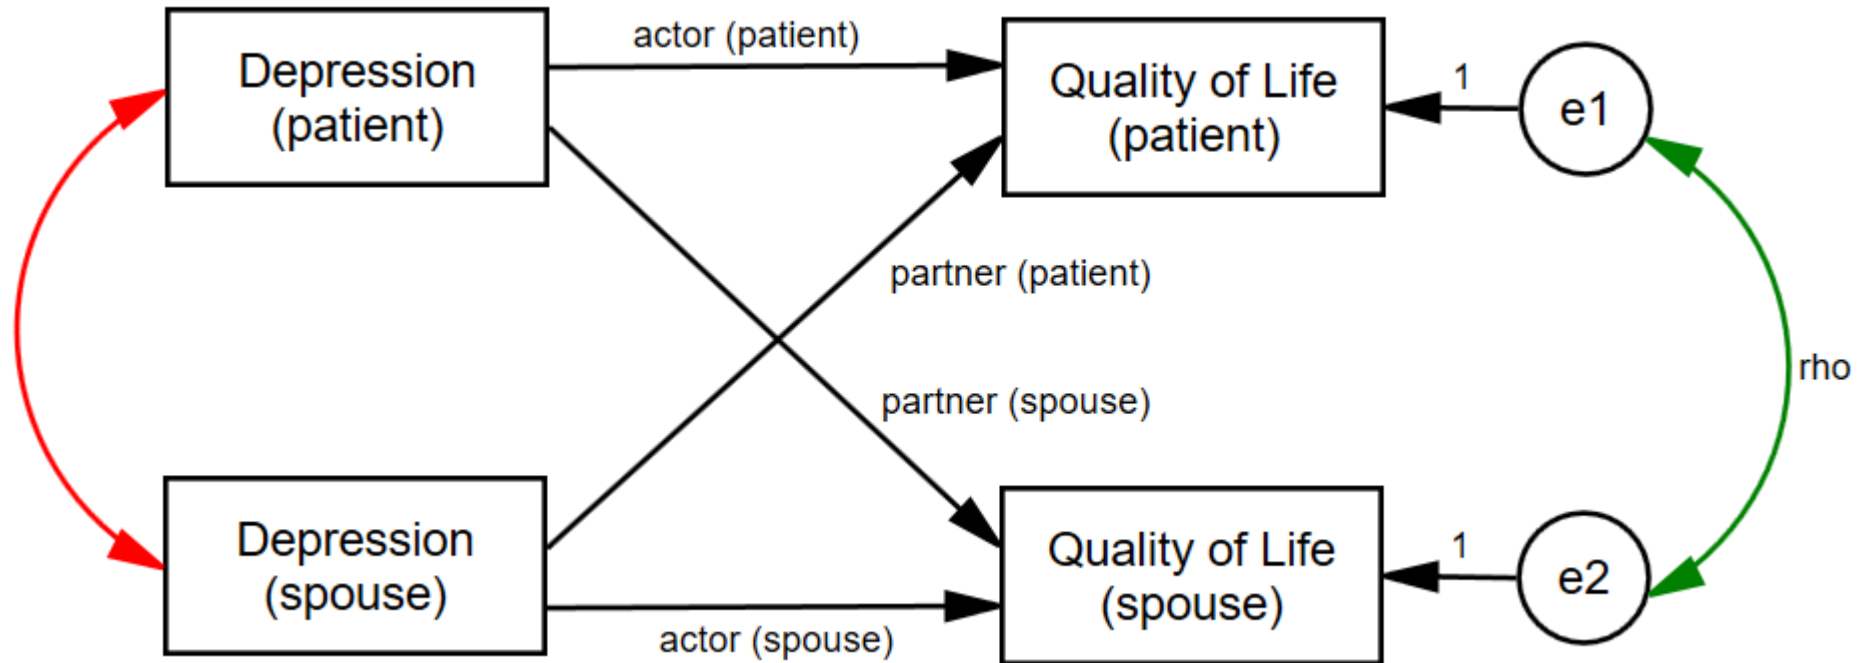 actor (patient)
Depression
(patient)
Quality of Life
(patient)
1
e1
partner (patient)
rho
partner (spouse)
Depression
(spouse)
Quality of Life
(spouse)
1
e2
actor (spouse)